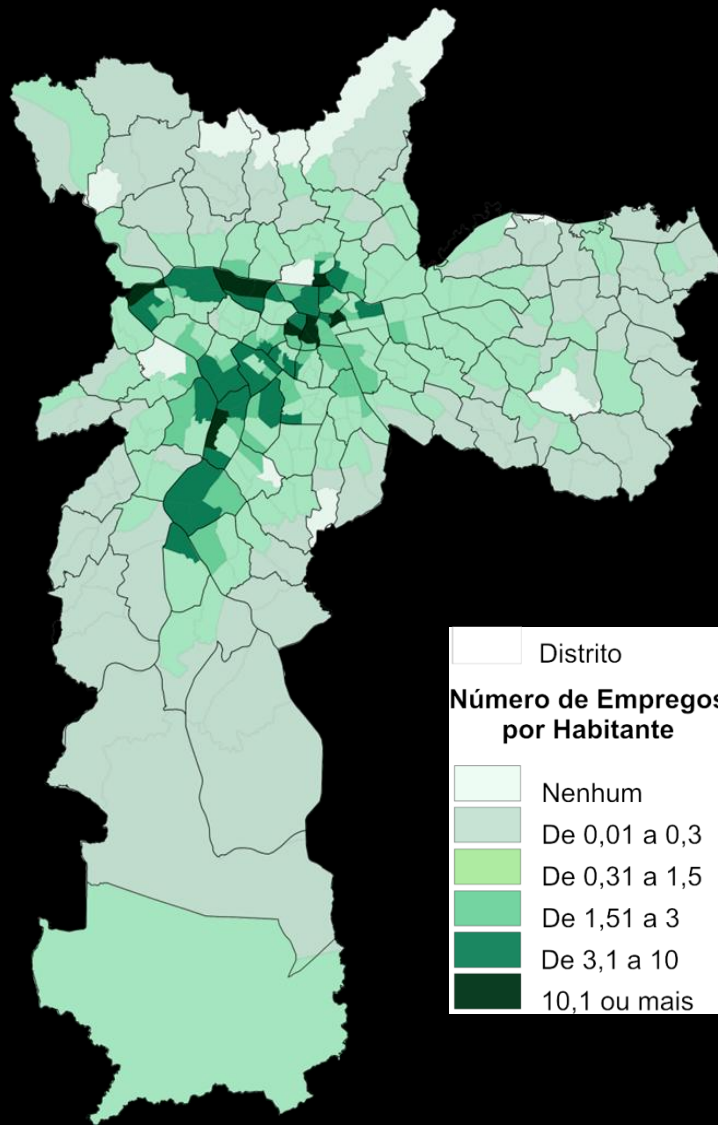 Distrito
Número de Empregos
por Habitante
Nenhum
De 0,01 a 0,3
De 0,31 a 1,5
De 1,51 a 3
De 3,1 a 10
10,1 ou mais